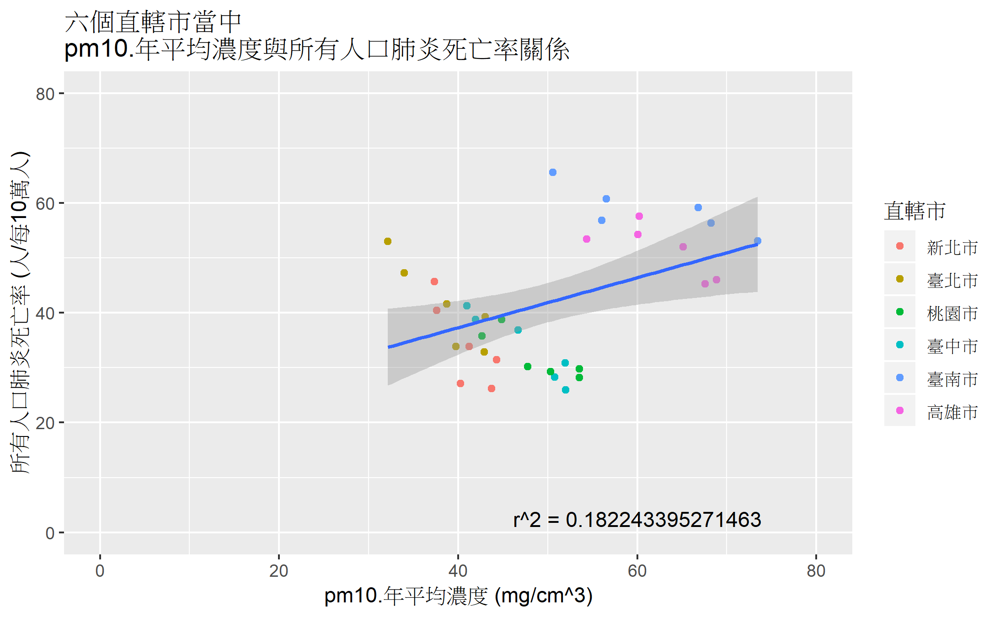 六個直轄市當中
pm10.年平均濃度與所有人口肺炎死亡率關係
所有人口肺炎死亡率 (人/每10萬人)
80
60
40
20
0
r^2 = 0.182243395271463
0
20
40
60
80
pm10.年平均濃度 (mg/cm^3)
直轄市
新北市
臺北市
桃園市
臺中市
臺南市
高雄市